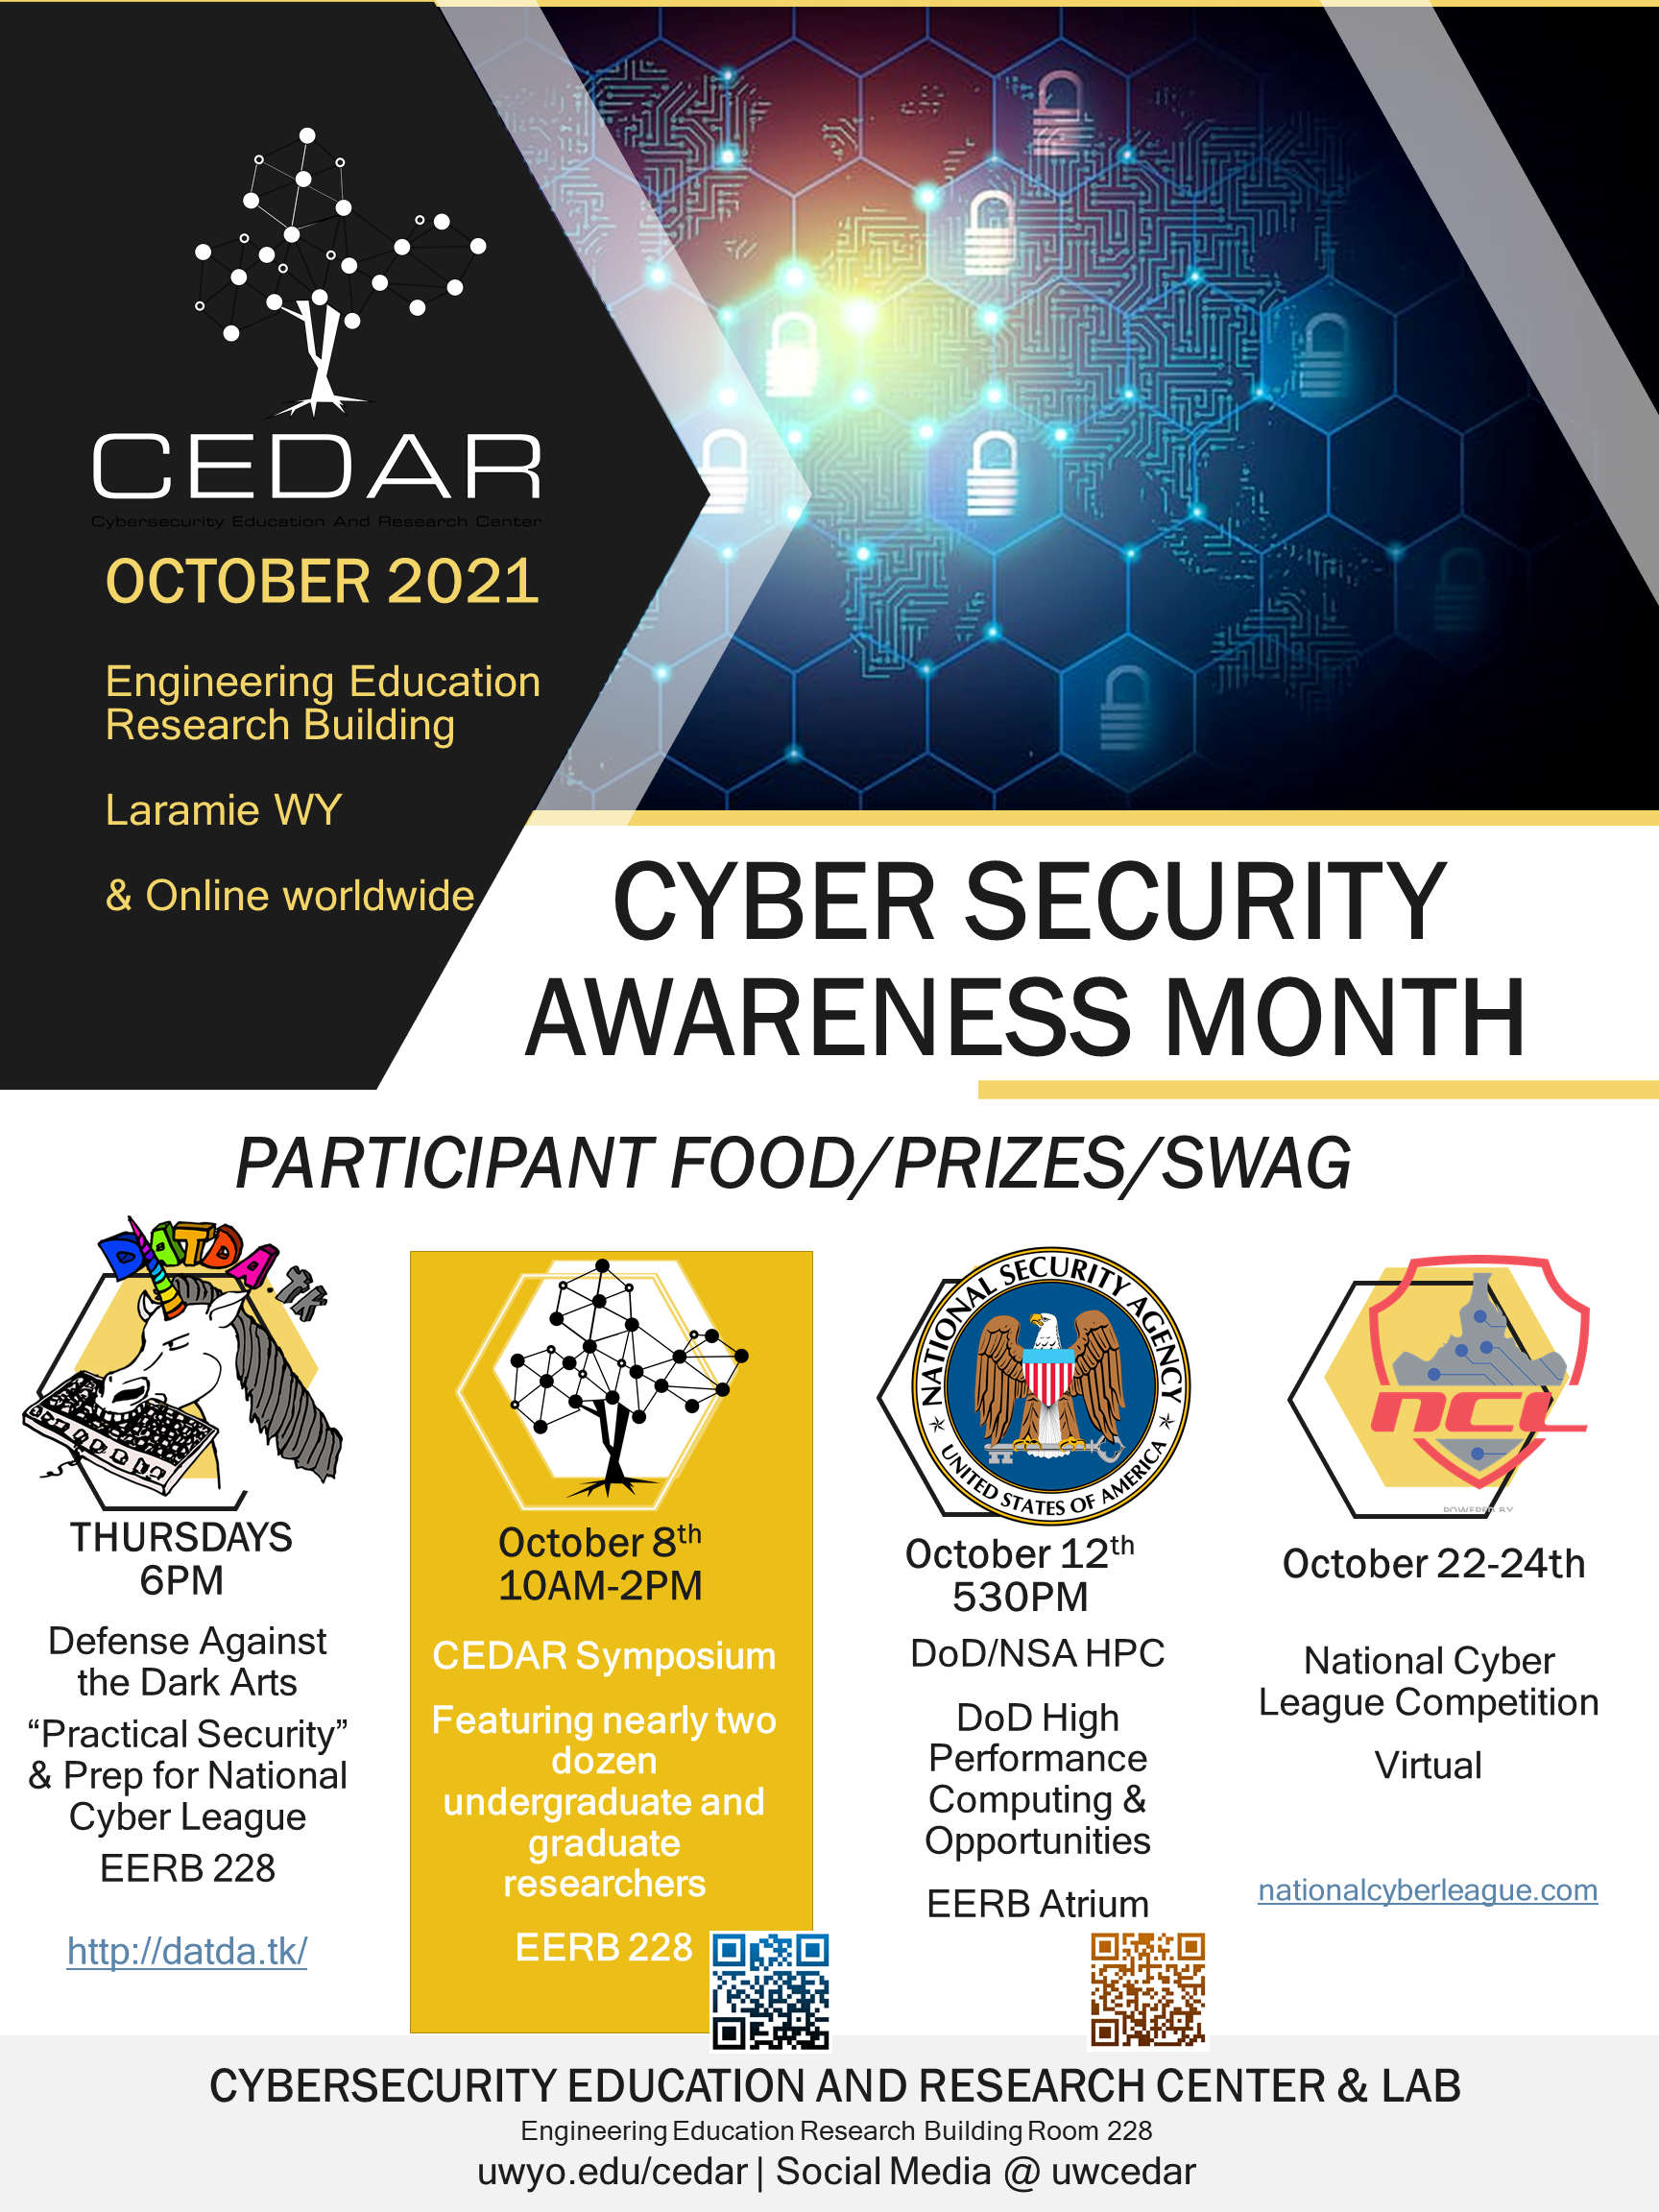 CEDAR
Cybersecurity Education And Research Center
OCTOBER 2021
Engineering Education
Research Building
Laramie WY
& Online worldwide
CYBER SECURITY
AWARENESS MONTH
PARTICIPANT FOOD/PRIZES/SWAG
DATDA.tk
THURSDAYS
6PM
Defense Against
the Dark Arts
“Practical Security”
& Prep for National
Cyber League
EERB 228
http://datda.tk/
October 8th
10AM-2PM
CEDAR Symposium
Featuring nearly two
dozen
undergraduate and
graduate
researchers
EERB 228
NATIONAL SECURITY AGENCY
UNITED STATES OF AMERICA
October 12th
530PM
DoD/NSA HPC
DoD High
Performance
Computing &
Opportunities
EERB Atrium
NCL
POWERED BY
October 22-24th
National Cyber
League Competition
Virtual
nationalcyberleague.com
CYBERSECURITY EDUCATION AND RESEARCH CENTER & LAB
Engineering Education Research Building Room 228
uwyo.edu/cedar | Social Media @ uwcedar